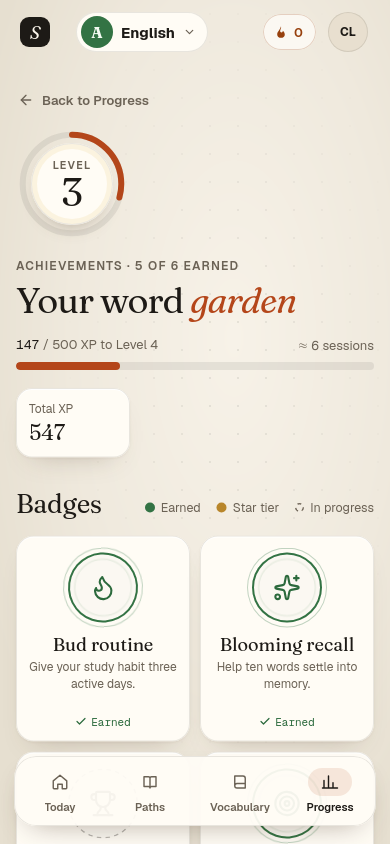 S
A English
0
CL
Back to Progress
LEVEL
3
ACHIEVEMENTS · 5 OF 6 EARNED
Your word garden
147 / 500 XP to Level 4
≈ 6 sessions
Total XP
547
Badges
Earned
Star tier
In progress
Bud routine
Give your study habit three
active days.
Earned
Blooming recall
Help ten words settle into
memory.
Earned
Today
Paths
Vocabulary
Progress